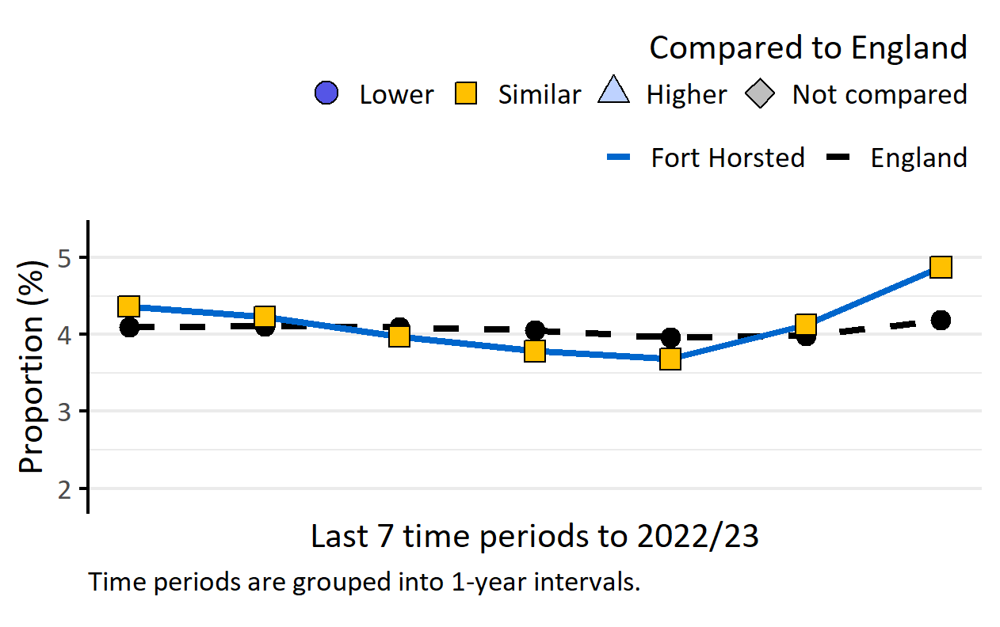 Compared to England
Lower Similar Higher Not compared
Fort Horsted England
Proportion (%)
5
4
3
2
Last 7 time periods to 2022/23
Time periods are grouped into 1-year intervals.